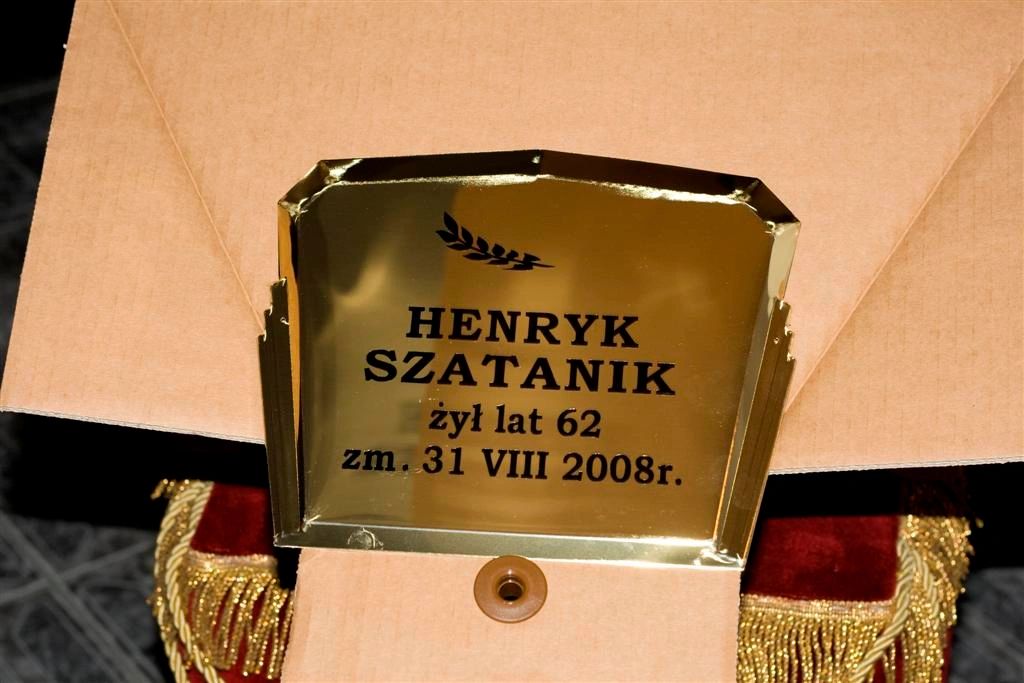 HENRYK
SZATANIK
żył lat 62
zm. 31 VIII 2008r.